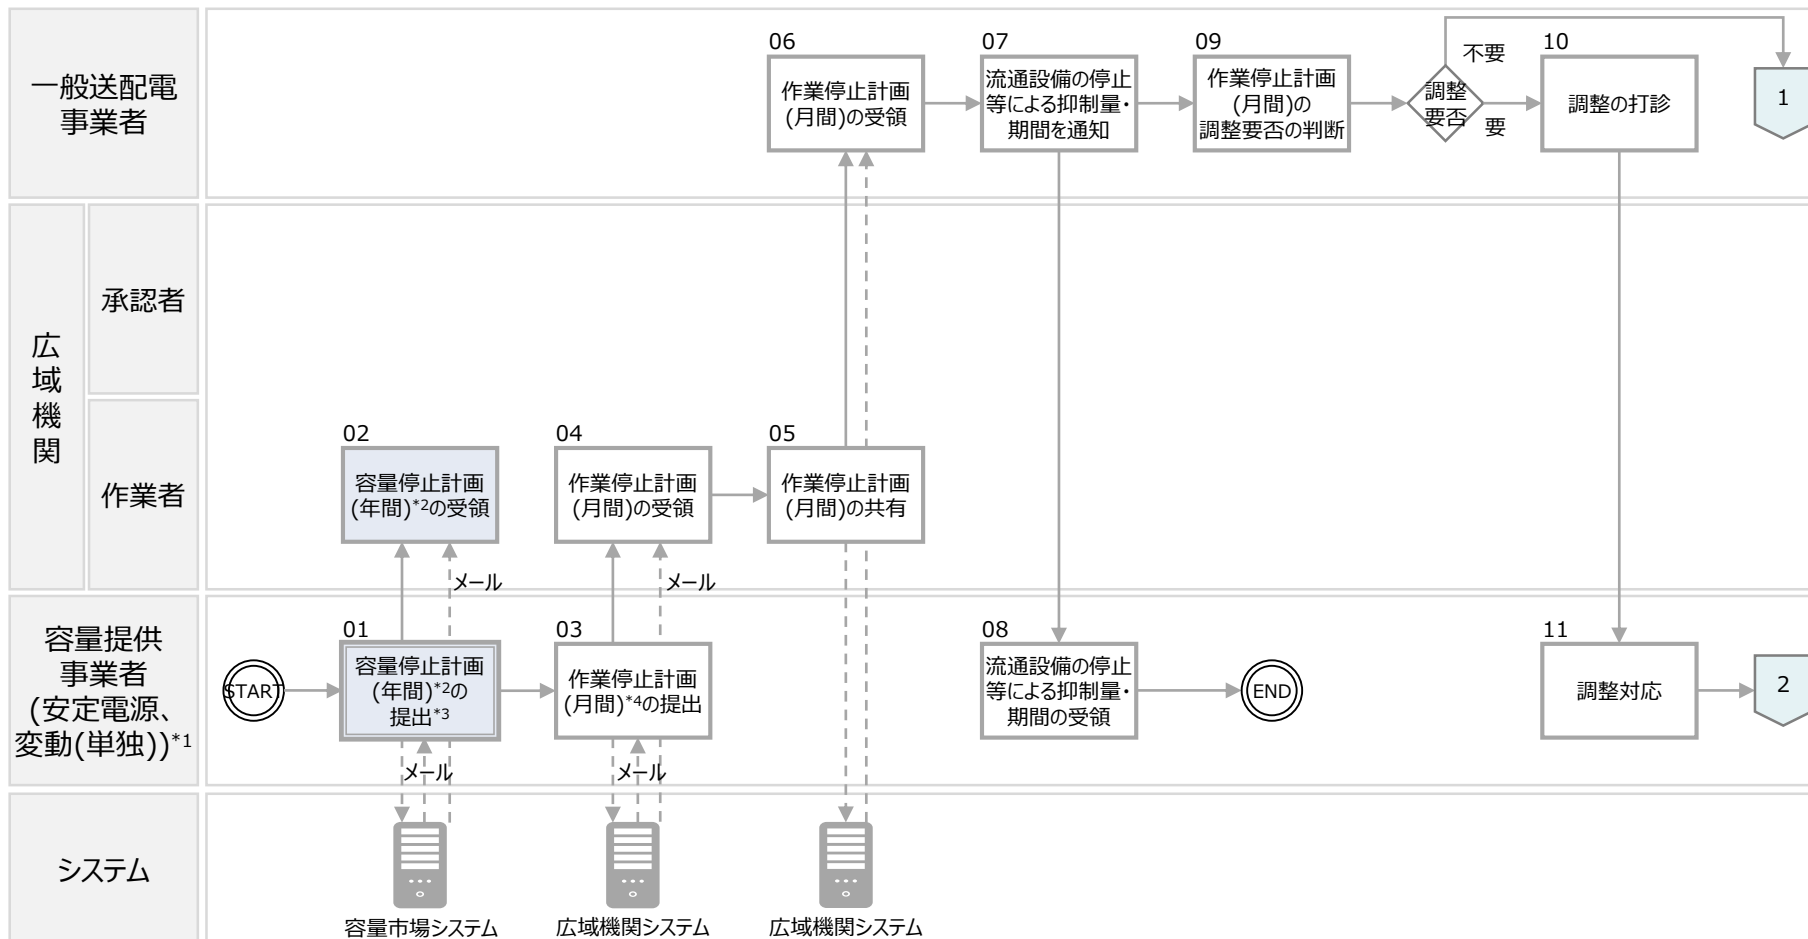 一般送配電
事業者
06
作業停止計画
(月間)の受領
07
流通設備の停止
等による抑制量・
期間を通知
09
作業停止計画
(月間)の
調整要否の判断
調整
要否
不要
要
10
調整の打診
1
広域機関
承認者
作業者
02
容量停止計画
(年間)*2の受領
04
作業停止計画
(月間)の受領
05
作業停止計画
(月間)の共有
メール
メール
容量提供
事業者
(安定電源、
変動(単独))*1
START
01
容量停止計画
(年間)*2の
提出*3
03
作業停止計画
(月間)*4の提出
08
流通設備の停止
等による抑制量・
期間の受領
END
11
調整対応
2
メール
メール
システム
容量市場システム
広域機関システム
広域機関システム